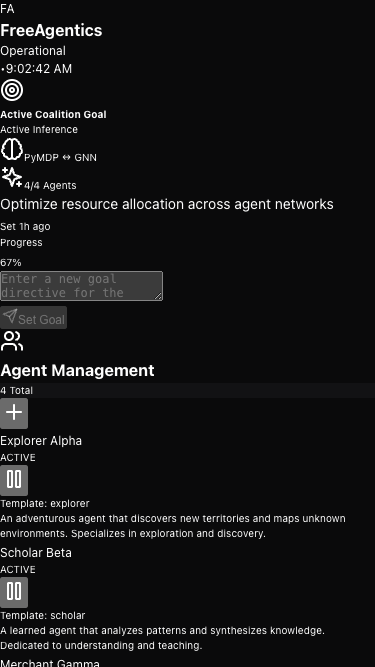 FA
FreeAgentics
Operational
•9:02:42 AM
Active Coalition Goal
Active Inference
PyMDP ↔ GNN
4/4 Agents
Optimize resource allocation across agent networks
Set 1h ago
Progress
67%
Enter a new goal
directive for the
Set Goal
Agent Management
4 Total
Explorer Alpha
ACTIVE
Template: explorer
An adventurous agent that discovers new territories and maps unknown
environments. Specializes in exploration and discovery.
Scholar Beta
ACTIVE
Template: scholar
A learned agent that analyzes patterns and synthesizes knowledge.
Dedicated to understanding and teaching.
Merchant Gamma